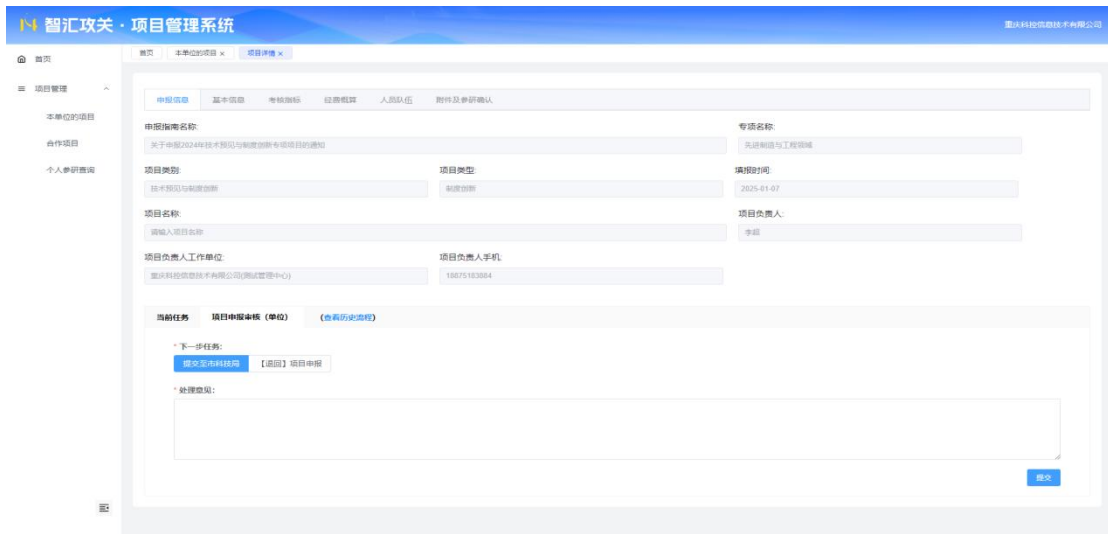 智汇攻关 · 项目管理系统
重庆科控信息技术有限公司
首页
项目管理
本单位的项目
合作项目
个人参研查询
首页 本单位的项目 × 项目详情 ×
申报信息 基本信息 考核指标 经费概算 人员队伍 附件及参研确认
申报指南名称: 专项名称:
关于申报2024年技术预见与制度创新专项项目的通知 先进制造与工程领域
项目类别: 项目类型: 填报时间:
技术预见与制度创新 制度创新 2025-01-07
项目名称: 项目负责人:
请输入项目名称 李超
项目负责人工作单位: 项目负责人手机:
重庆科控信息技术有限公司(测试管理中心) 18875183884
当前任务 项目申报审核(单位) (查看历史流程)
* 下一步任务:
提交至市科技局 【退回】项目申报
* 处理意见:
提交